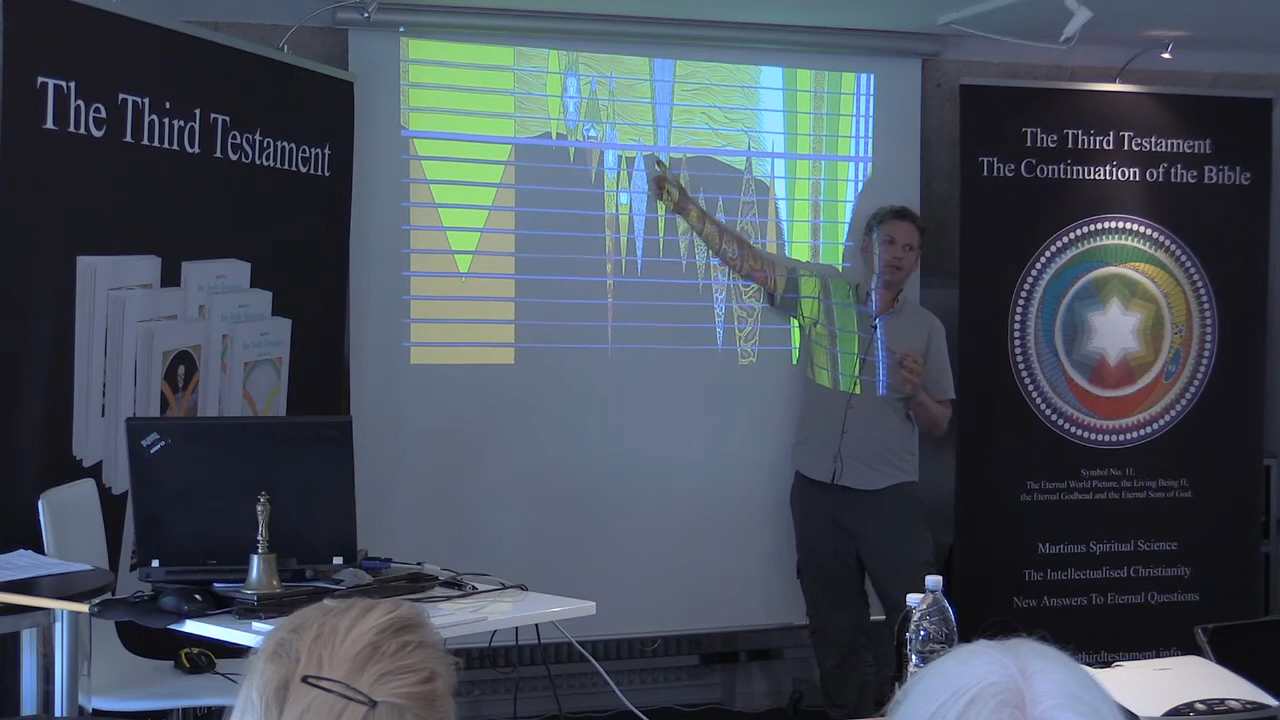 The Third Testament
The Third Testament
The Continuation of the Bible
Symbol No. 11.
The Eternal World Picture, the Living Being II,
the Eternal Godhead and the Eternal Sons of God.
Martinus Spiritual Science
The Intellectualised Christianity
New Answers To Eternal Questions
thirdtestament.info